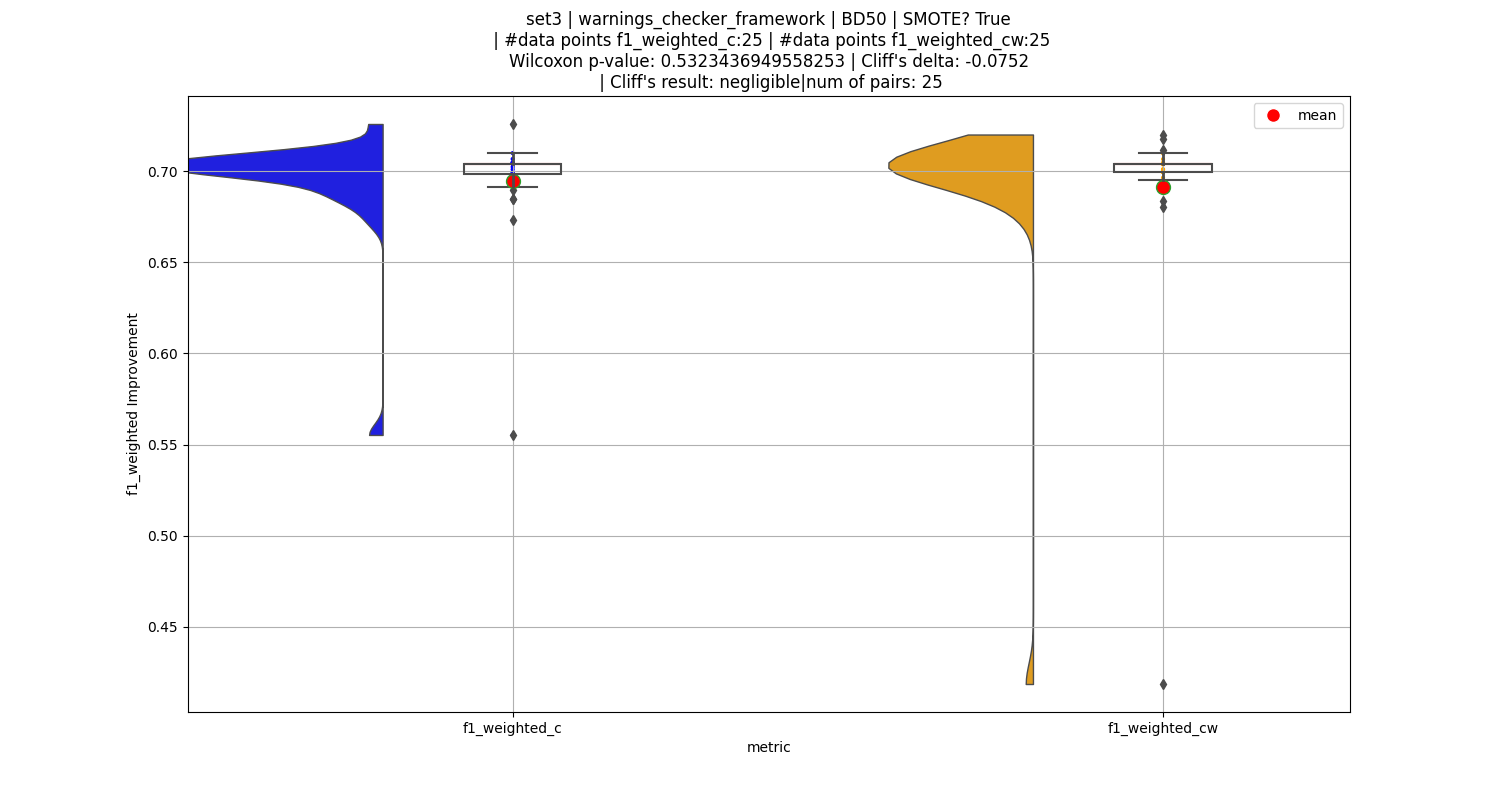 set3 | warnings_checker_framework | BD50 | SMOTE? True
| #data points f1_weighted_c:25 | #data points f1_weighted_cw:25
Wilcoxon p-value: 0.5323436949558253 | Cliff's delta: -0.0752
| Cliff's result: negligible|num of pairs: 25
mean
0.70
0.65
0.60
0.55
0.50
0.45
f1_weighted Improvement
f1_weighted_c
f1_weighted_cw
metric